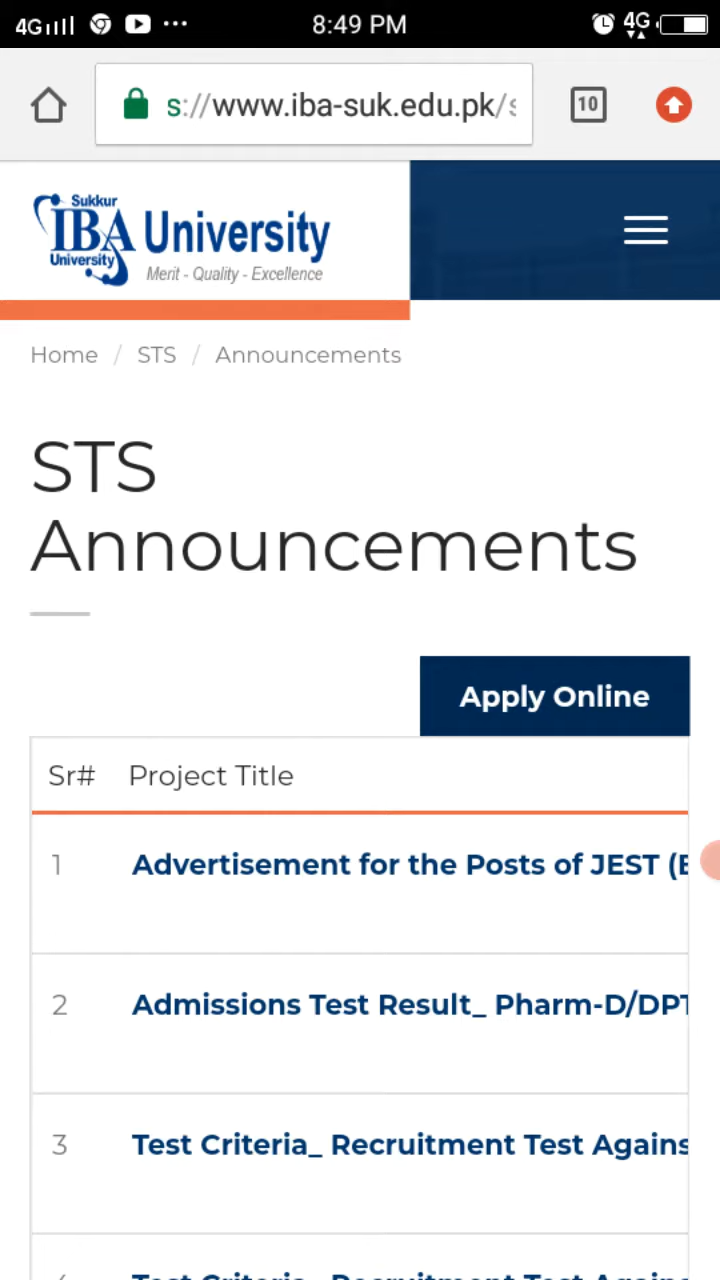 4G 8:49 PM 4G
s://www.iba-suk.edu.pk/s 10
Sukkur
IBA University
University
Merit - Quality - Excellence
Home / STS / Announcements
STS
Announcements
Apply Online
Sr# Project Title
1 Advertisement for the Posts of JEST (E
2 Admissions Test Result_ Pharm-D/DPT
3 Test Criteria_ Recruitment Test Agains